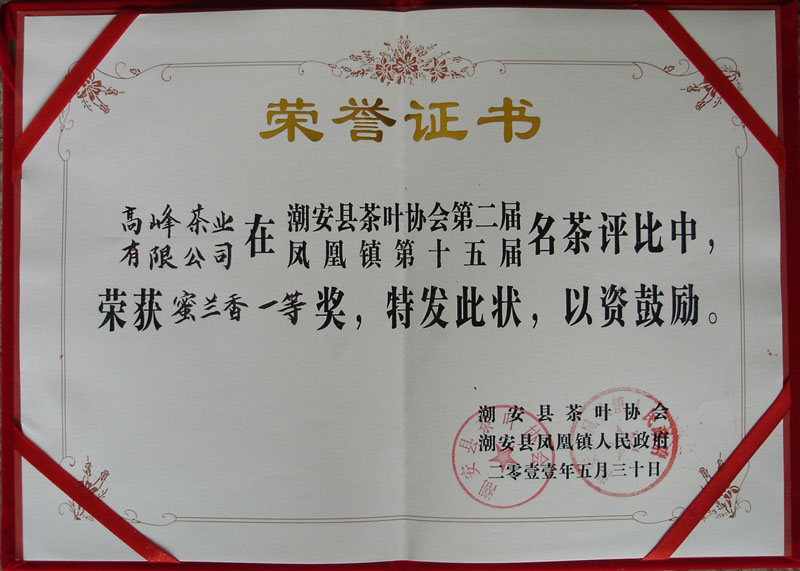 荣誉证书
高峰茶业有限公司在潮安县茶叶协会第二届凤凰镇第十五届名茶评比中，
荣获蜜兰香一等奖，特发此状，以资鼓励。
潮安县茶叶协会
潮安县凤凰镇人民政府
二零壹壹年五月三十日